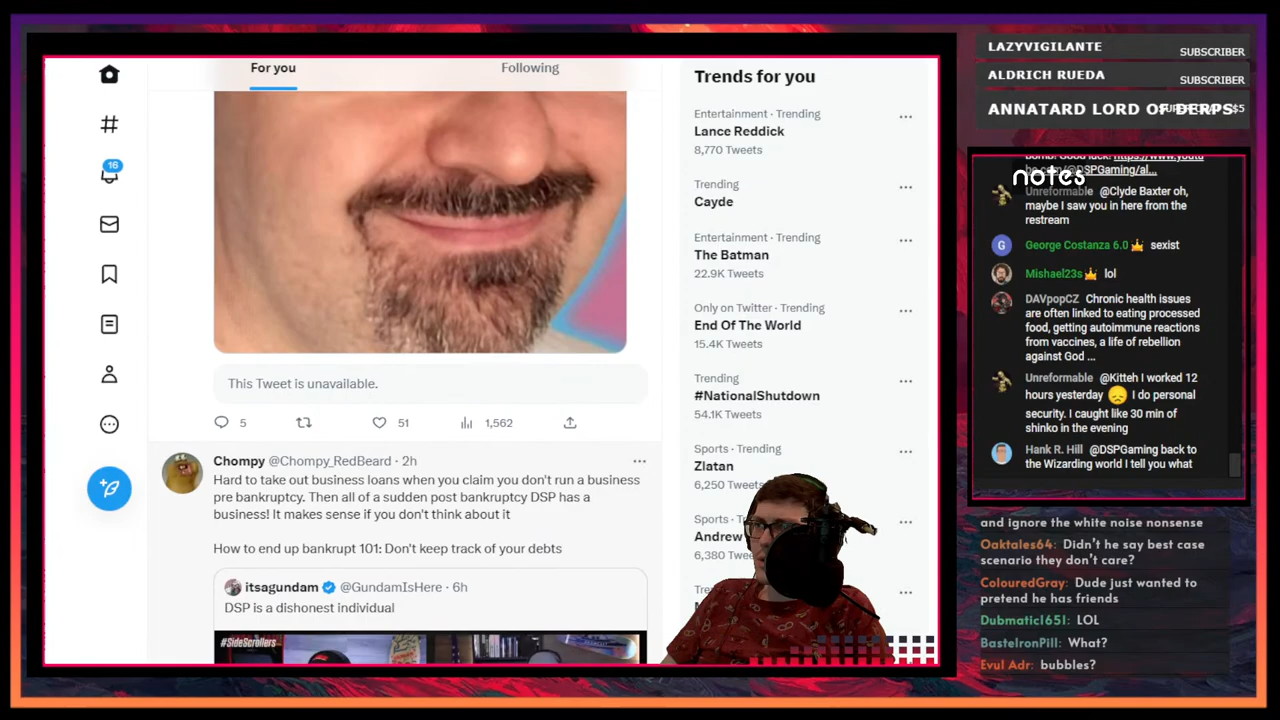 For you
Following
16
This Tweet is unavailable.
5
51
1,562
Chompy @Chompy_RedBeard · 2h
Hard to take out business loans when you claim you don't run a business
pre bankruptcy. Then all of a sudden post bankruptcy DSP has a
business! It makes sense if you don't think about it
How to end up bankrupt 101: Don't keep track of your debts
itsagundam @GundamIsHere · 6h
DSP is a dishonest individual
#SideScrollers
Trends for you
Entertainment · Trending
Lance Reddick
8,770 Tweets
Trending
Cayde
Entertainment · Trending
The Batman
22.9K Tweets
Only on Twitter · Trending
End Of The World
15.4K Tweets
Trending
#NationalShutdown
54.1K Tweets
Sports · Trending
Zlatan
6,250
Sports ·
Andrew
6,380 Twee
LAZYVIGILANTE
SUBSCRIBER
ALDRICH RUEDA
SUBSCRIBER
ANNATARD LORD OF DERPS
$5
notes
be.com/@DSPGaming/al...
Unreformable @Clyde Baxter oh,
maybe I saw you in here from the
restream
G
George Costanza 6.0 sexist
Mishael23s lol
DAVpopCZ Chronic health issues
are often linked to eating processed
food, getting autoimmune reactions
from vaccines, a life of rebellion
against God ...
Unreformable @Kitteh I worked 12
hours yesterday 😞 I do personal
security. I caught like 30 min of
shinko in the evening
Hank R. Hill @DSPGaming back to
the Wizarding world I tell you what
and ignore the white noise nonsense
Oaktales64: Didn't he say best case
scenario they don't care?
ColouredGray: Dude just wanted to
pretend he has friends
Dubmatic1651: LOL
BasteIronPill: What?
Evul Adr: bubbles?